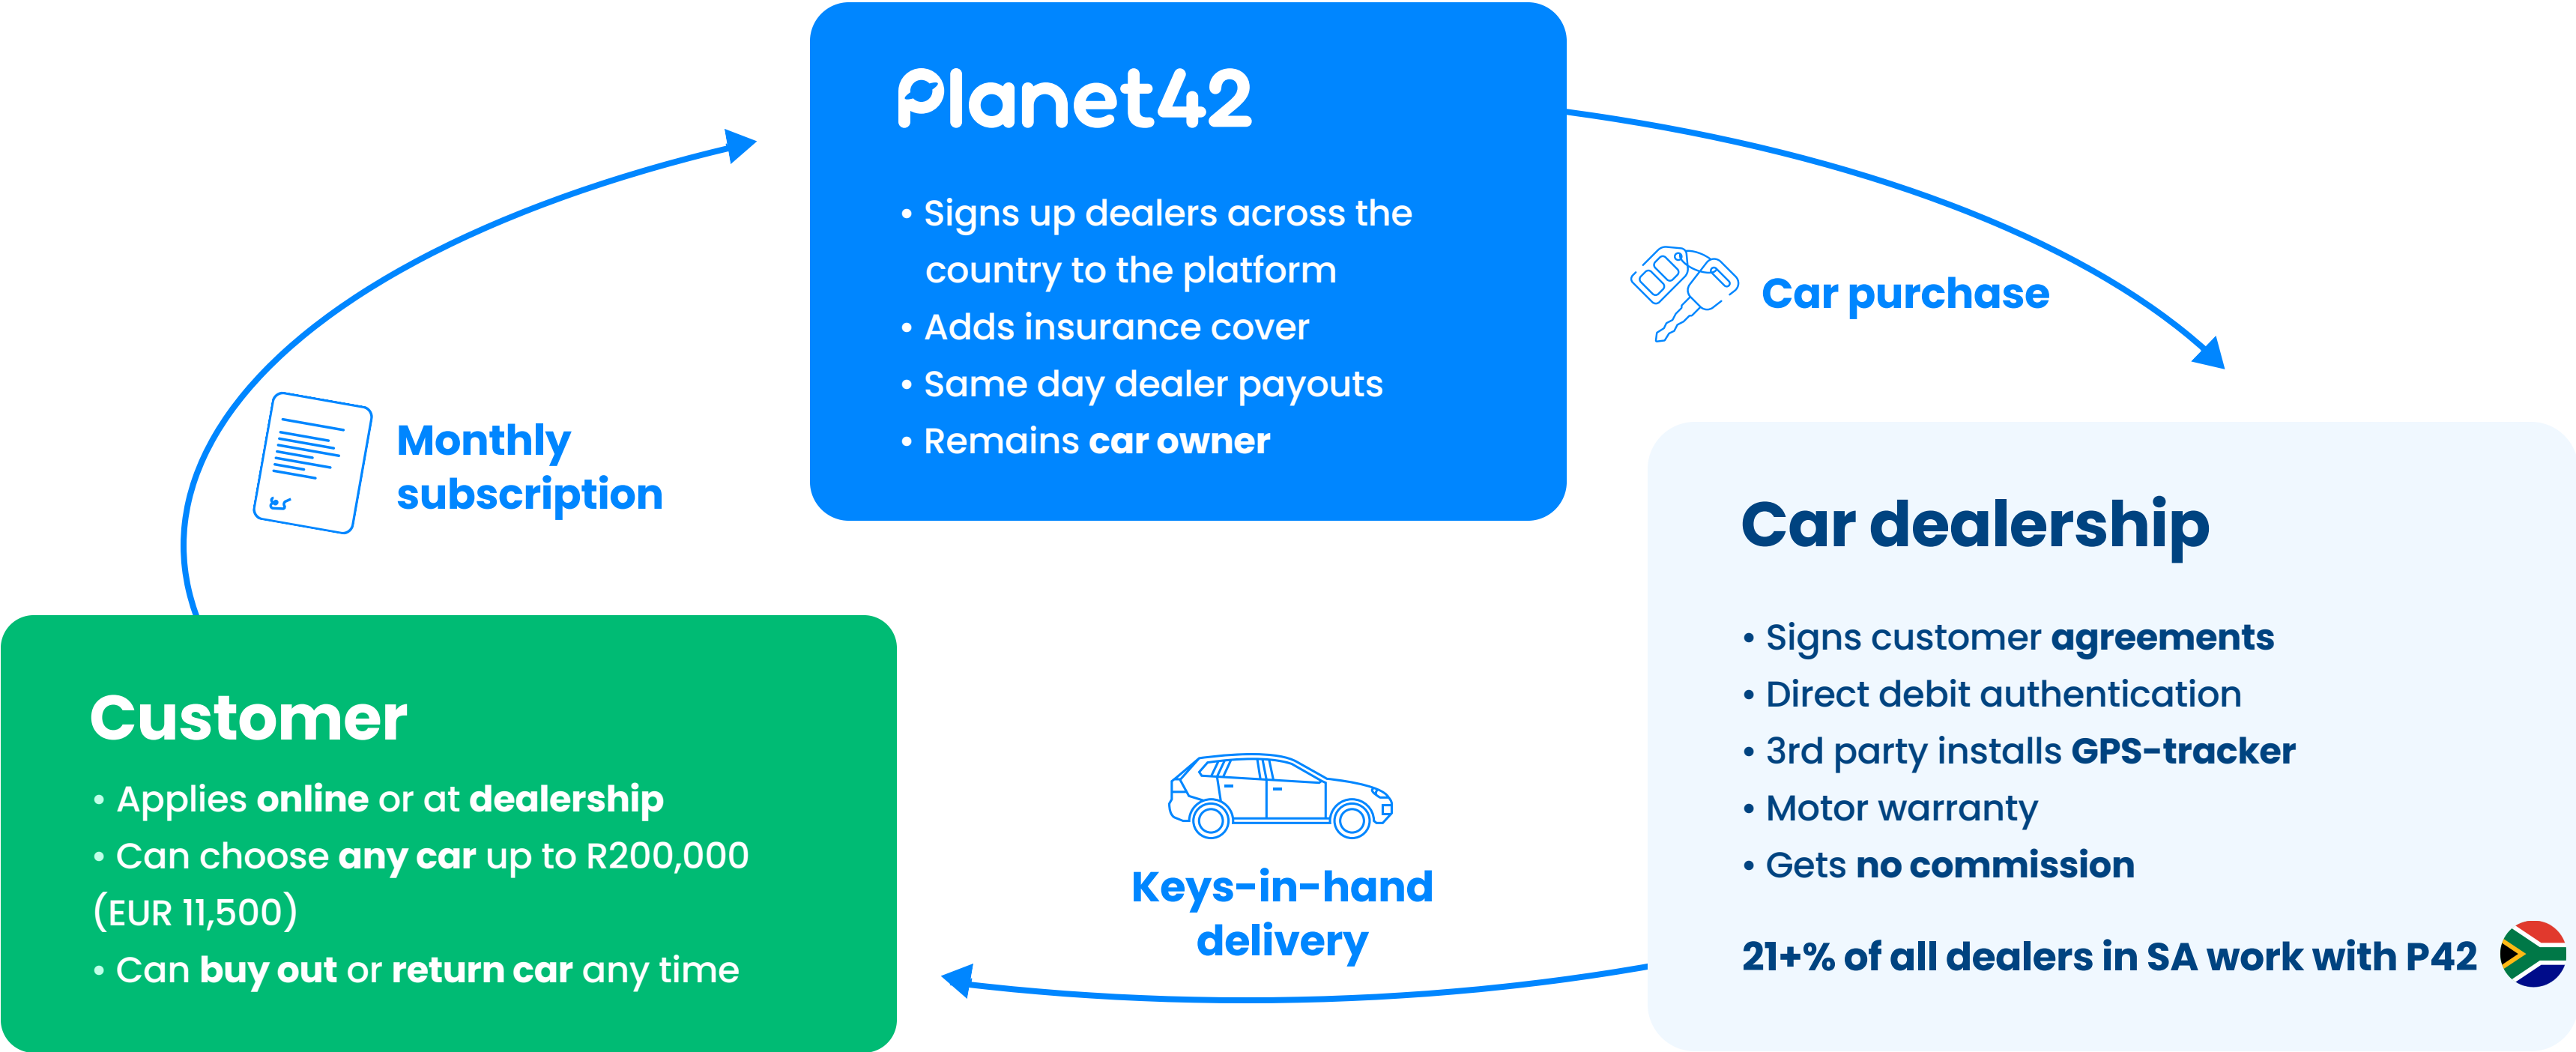 Planet42
• Signs up dealers across the
country to the platform
• Adds insurance cover
• Same day dealer payouts
• Remains car owner
Car purchase
Monthly
subscription
Car dealership
• Signs customer agreements
• Direct debit authentication
• 3rd party installs GPS-tracker
• Motor warranty
• Gets no commission
21+% of all dealers in SA work with P42
Customer
• Applies online or at dealership
• Can choose any car up to R200,000
(EUR 11,500)
• Can buy out or return car any time
Keys-in-hand
delivery